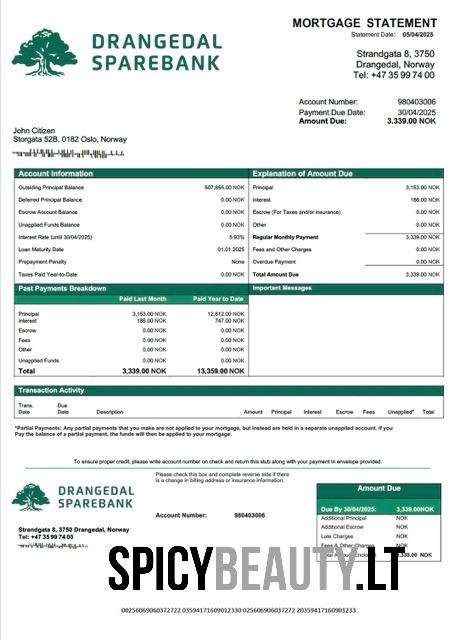 MORTGAGE STATEMENT
Statement Date: 05/04/2025
DRANGEDAL
SPAREBANK
Strandgata 8, 3750
Drangedal, Norway
Tel: +47 35 99 74 00
Account Number: 980403006
Payment Due Date: 30/04/2025
Amount Due: 3.339.00 NOK
John Citizen
Storgata 52B, 0182 Oslo, Norway
Account Information
Outsiding Principal Balance 507,855.00 NOK
Deferred Principal Balance 0.00 NOK
Escrow Account Balance 0.00 NOK
Unapplied Funds Balance 0.00 NOK
Interest Rate (until 30/04/2025) 5.93%
Loan Maturity Date 01.01.2025
Prepayment Penalty None
Taxes Paid Year-to-Date 0.00 NOK
Explanation of Amount Due
Principal 3,153.00 NOK
Interest 186.00 NOK
Escrow (For Taxes and/or insurance) 0.00 NOK
Other 0.00 NOK
Regular Monthly Payment 3,339.00 NOK
Fees and Other Charges 0.00 NOK
Overdue Payment 0.00 NOK
Total Amount Due 3,339.00 NOK
Past Payments Breakdown
Paid Last Month Paid Year to Date
Principal 3,153.00 NOK 12,612.00 NOK
Interest 186.00 NOK 747.00 NOK
Escrow 0.00 NOK 0.00 NOK
Fees 0.00 NOK 0.00 NOK
Other 0.00 NOK 0.00 NOK
Unapplied Funds 0.00 NOK 0.00 NOK
Total 3,339.00 NOK 13,359.00 NOK
Important Messages
Transaction Activity
Trans. Date Due Date Description Amount Principal Interest Escrow Fees Unapplied* Total
*Partial Payments: Any partial payments that you make are not applied to your mortgage, but instead are held in a separate unapplied account. If you
Pay the balance of a partial payment, the funds will then be applied to your mortgage.
To ensure proper credit, please write account number on check and return this stub along with your payment in envelope provided.
DRANGEDAL
SPAREBANK
Please check this box and complete reverse side if there
is a change in billing address or insurance information.
Account Number: 980403006
Strandgata 8, 3750 Drangedal, Norway
Tel: +47 35 99 74 00
Amount Due
Due By 30/04/2025: 3,339.00NOK
Additional Principal NOK
Additional Escrow NOK
Late Charges NOK
Fees & Other Charges NOK
SPICYBEAUTY.LT